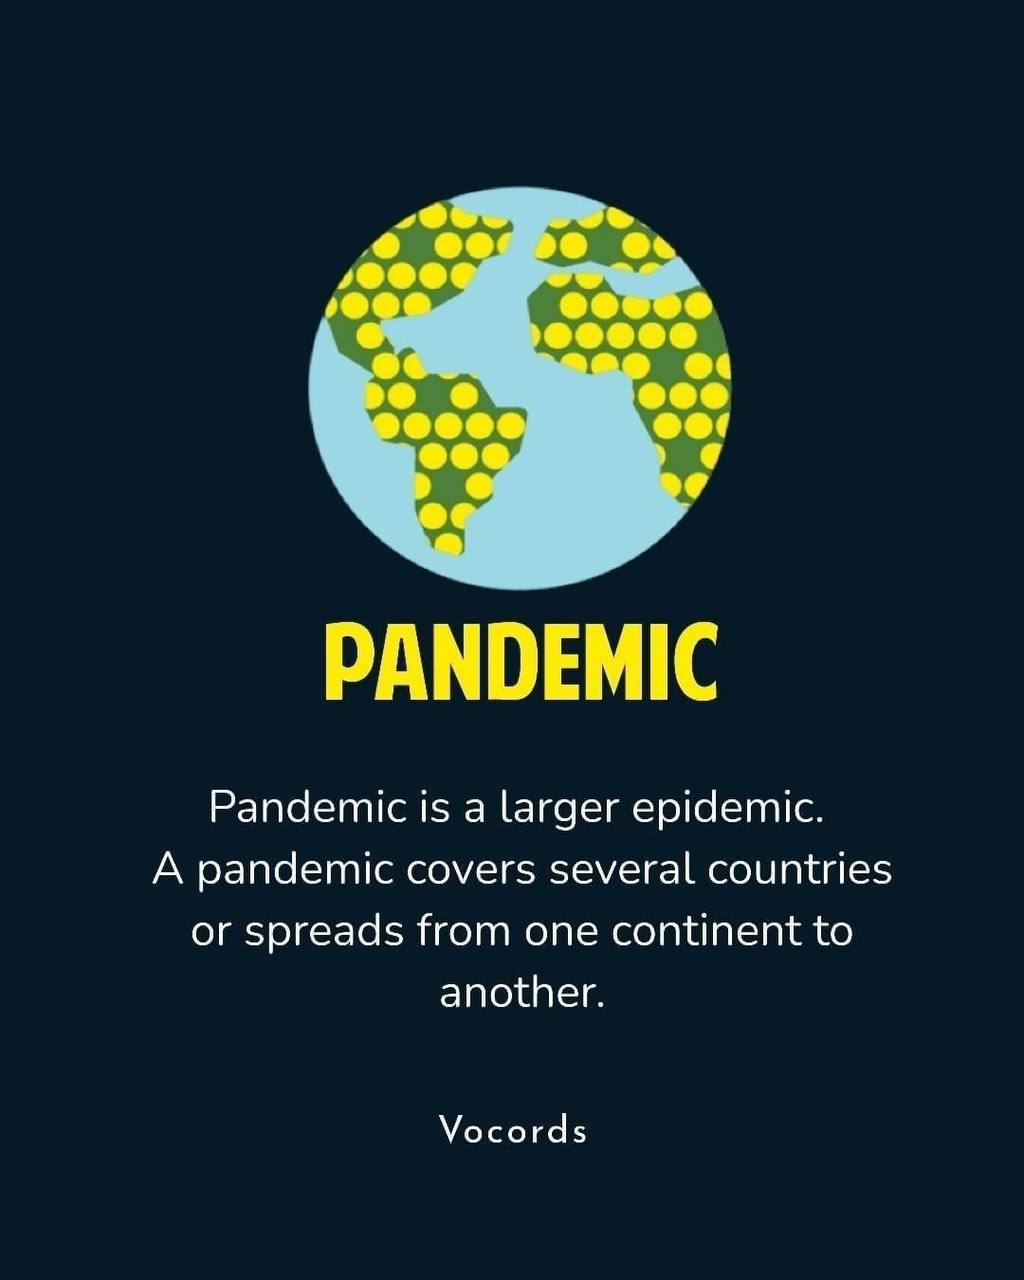 PANDEMIC
Pandemic is a larger epidemic.
A pandemic covers several countries
or spreads from one continent to
another.
Vocords